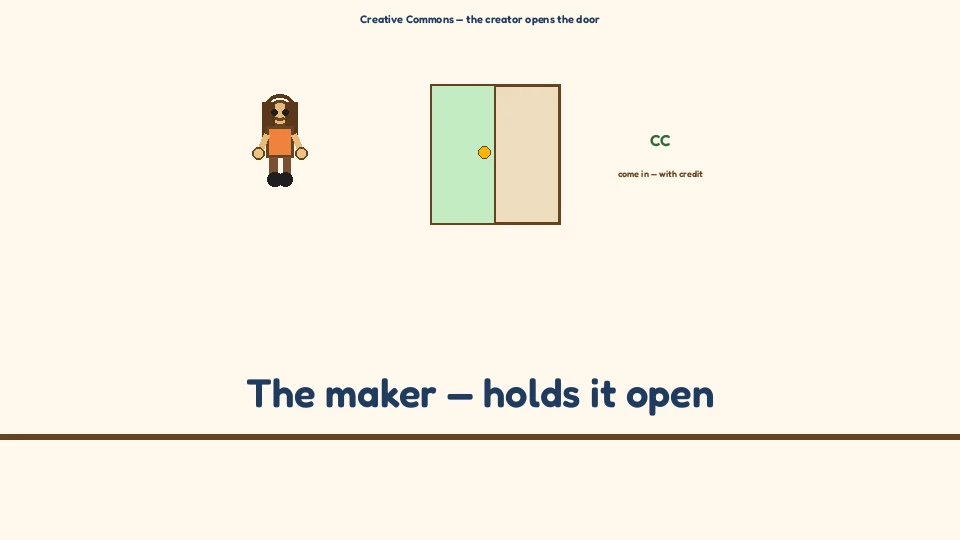 Creative Commons — the creator opens the door
CC
come in — with credit
The maker — holds it open